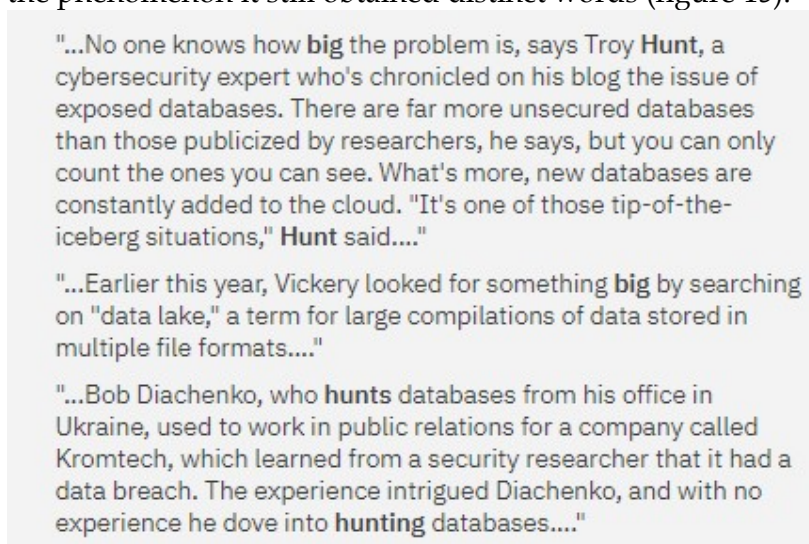 the phenomenon it still obtained distinct words (figure 15).
"...No one knows how big the problem is, says Troy Hunt, a
cybersecurity expert who's chronicled on his blog the issue of
exposed databases. There are far more unsecured databases
than those publicized by researchers, he says, but you can only
count the ones you can see. What's more, new databases are
constantly added to the cloud. "It's one of those tip-of-the-
iceberg situations," Hunt said...."
"...Earlier this year, Vickery looked for something big by searching
on "data lake," a term for large compilations of data stored in
multiple file formats...."
"...Bob Diachenko, who hunts databases from his office in
Ukraine, used to work in public relations for a company called
Kromtech, which learned from a security researcher that it had a
data breach. The experience intrigued Diachenko, and with no
experience he dove into hunting databases...."